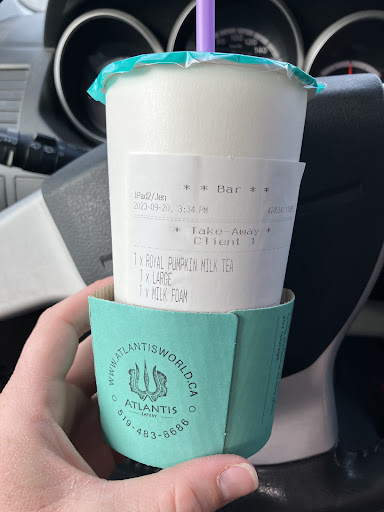 * * Bar * *
iPad2/Jen
2023-09-20, 3:34 PM
* Take-Away *
Client 1
1 x ROYAL PUMPKIN MILK TEA
1 x LARGE
1 x MILK FOAM
WWW.ATLANTISWORLD.CA
ATLANTIS
EATERY
519-483-8686